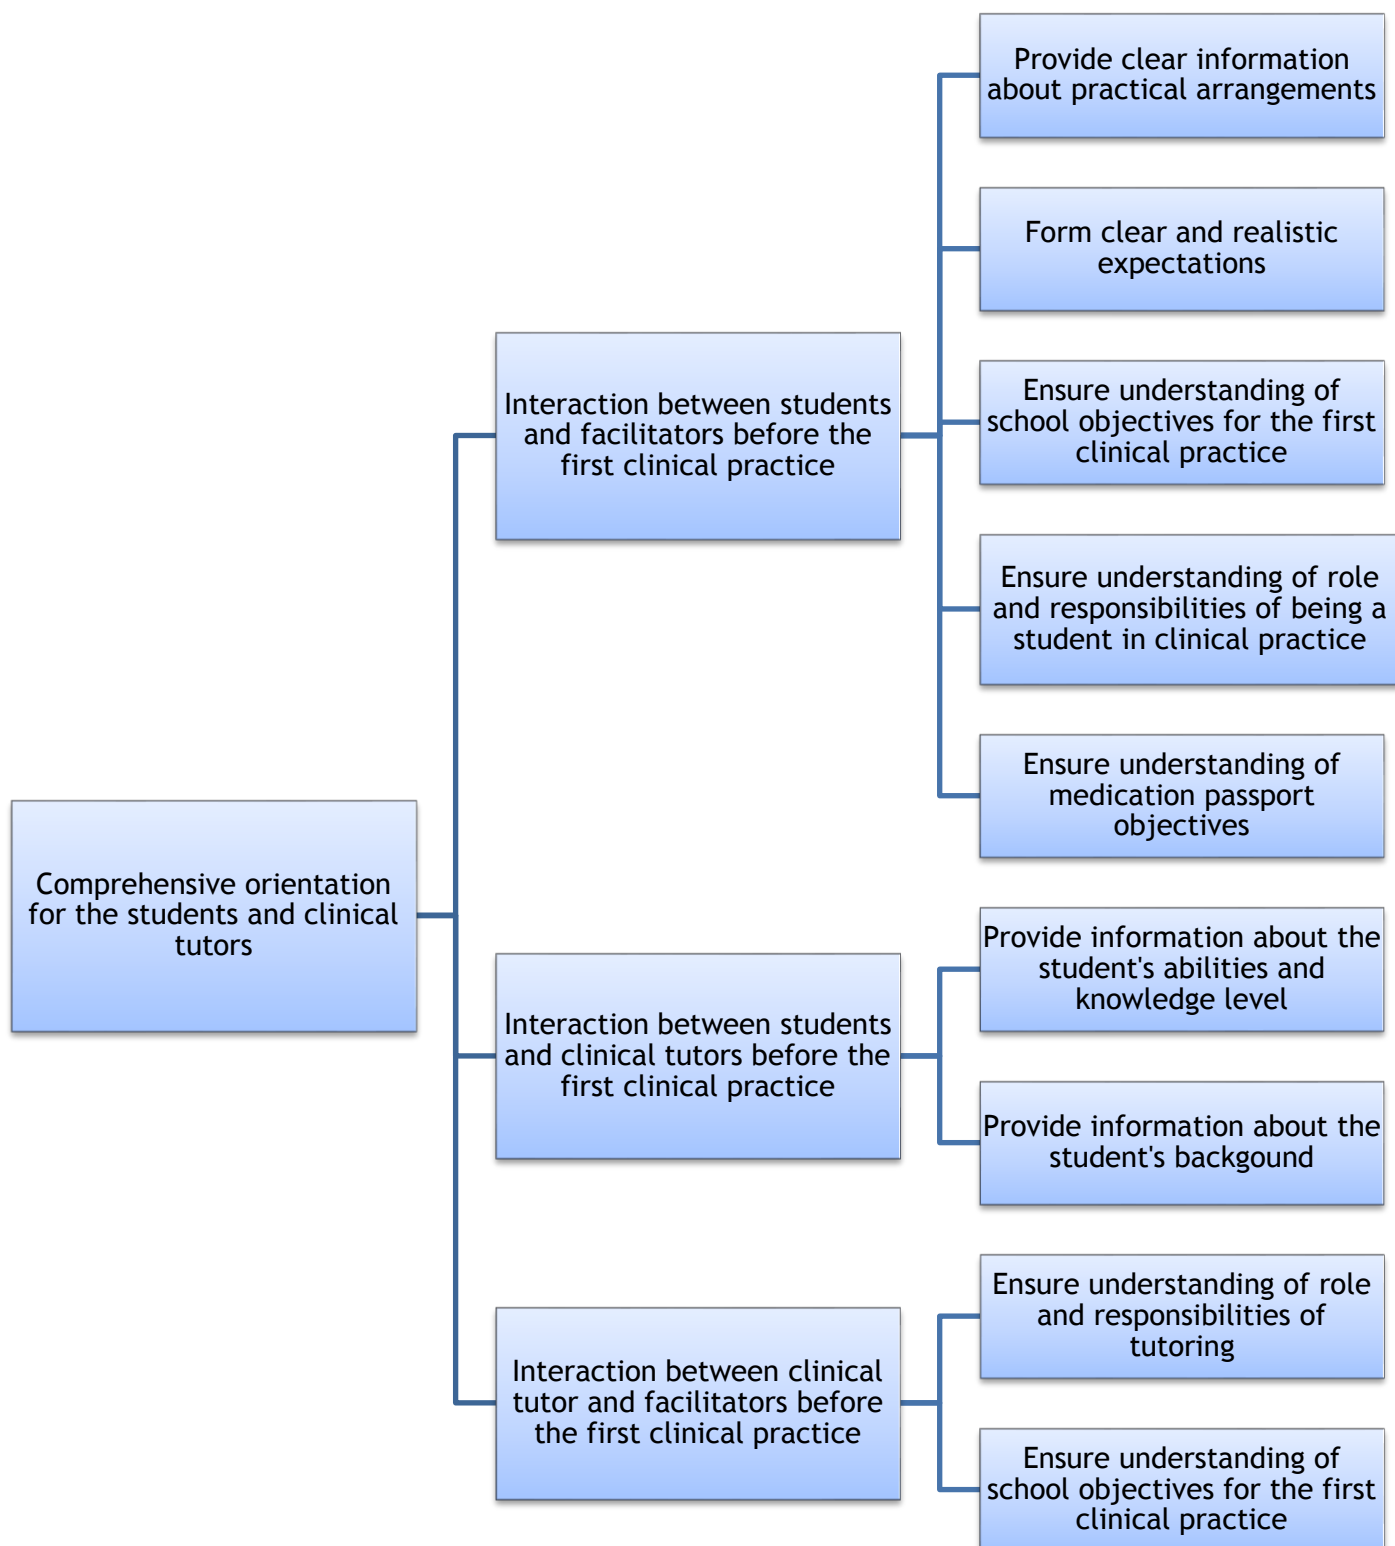 Provide clear information
about practical arrangements
Form clear and realistic
expectations
Ensure understanding of
school objectives for the first
clinical practice
Ensure understanding of role
and responsibilities of being a
student in clinical practice
Ensure understanding of
medication passport
objectives
Interaction between students
and facilitators before the
first clinical practice
Comprehensive orientation
for the students and clinical
tutors
Provide information about the
student's abilities and
knowledge level
Provide information about the
student's backgound
Interaction between students
and clinical tutors before the
first clinical practice
Ensure understanding of role
and responsibilities of
tutoring
Ensure understanding of
school objectives for the first
clinical practice
Interaction between clinical
tutor and facilitators before
the first clinical practice